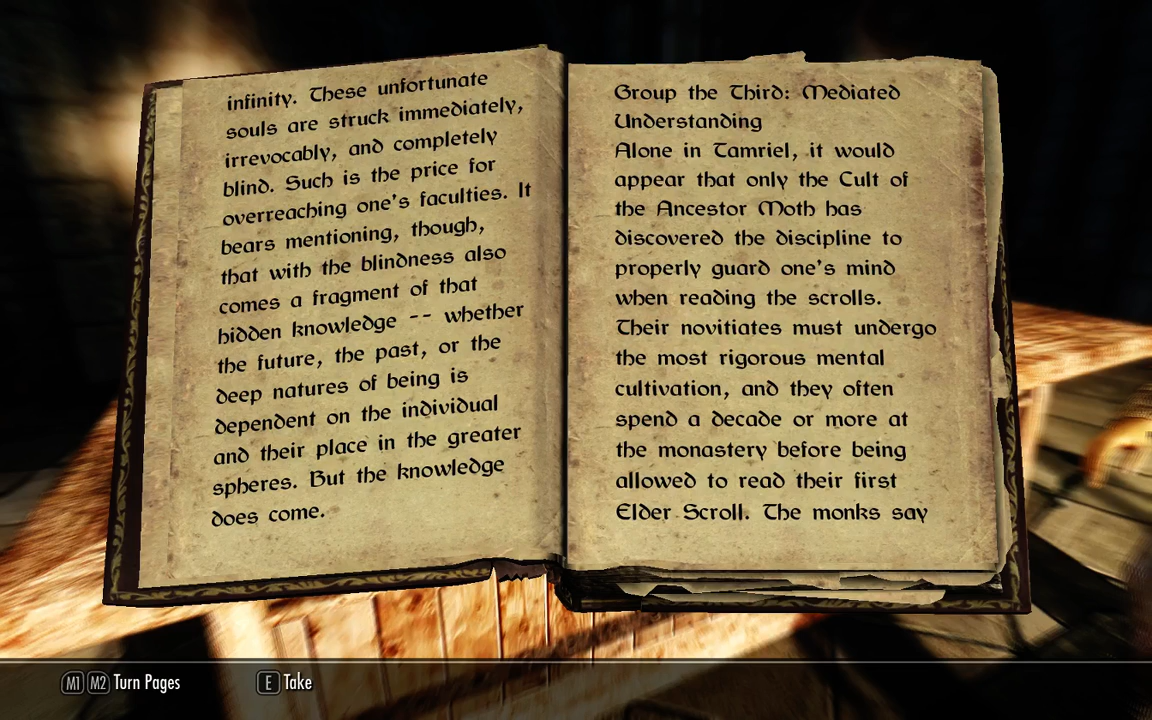 infinity. These unfortunate
souls are struck immediately,
irrevocably, and completely
blind. Such is the price for
overreaching one's faculties. It
bears mentioning, though,
that with the blindness also
comes a fragment of that
hidden knowledge -- whether
the future, the past, or the
deep natures of being is
dependent on the individual
and their place in the greater
spheres. But the knowledge
does come.
Group the Third: Mediated
Understanding
Alone in Tamriel, it would
appear that only the Cult of
the Ancestor Moth has
discovered the discipline to
properly guard one's mind
when reading the scrolls.
Their novitiates must undergo
the most rigorous mental
cultivation, and they often
spend a decade or more at
the monastery before being
allowed to read their first
Elder Scroll. The monks say
M1 M2 Turn Pages E Take